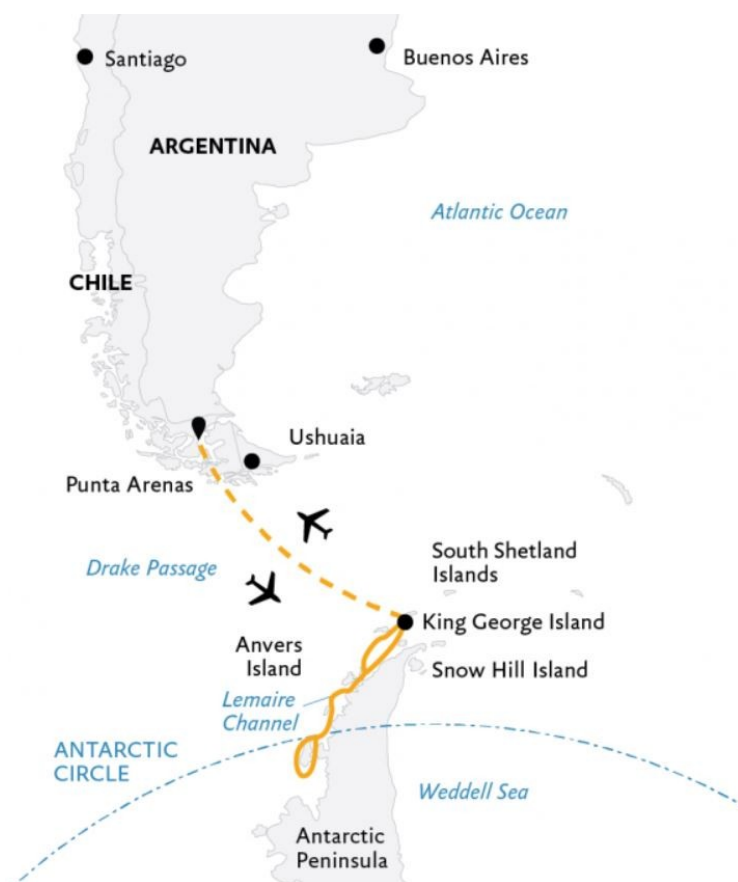 Santiago
Buenos Aires
ARGENTINA
Atlantic Ocean
CHILE
Ushuaia
Punta Arenas
Drake Passage
South Shetland
Islands
King George Island
Anvers
Island
Snow Hill Island
Lemaire
Channel
ANTARCTIC
CIRCLE
Weddell Sea
Antarctic
Peninsula